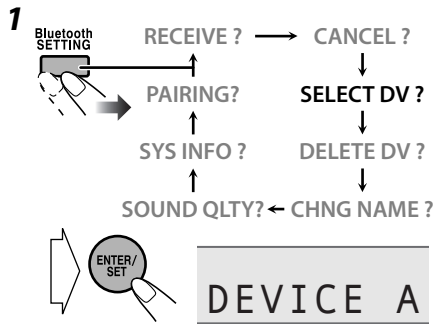 1
Bluetooth
SETTING
RECEIVE ? → CANCEL ?
PAIRING? SELECT DV ?
SYS INFO ? DELETE DV ?
SOUND QLTY? ← CHNG NAME ?
ENTER/
SET
DEVICE A